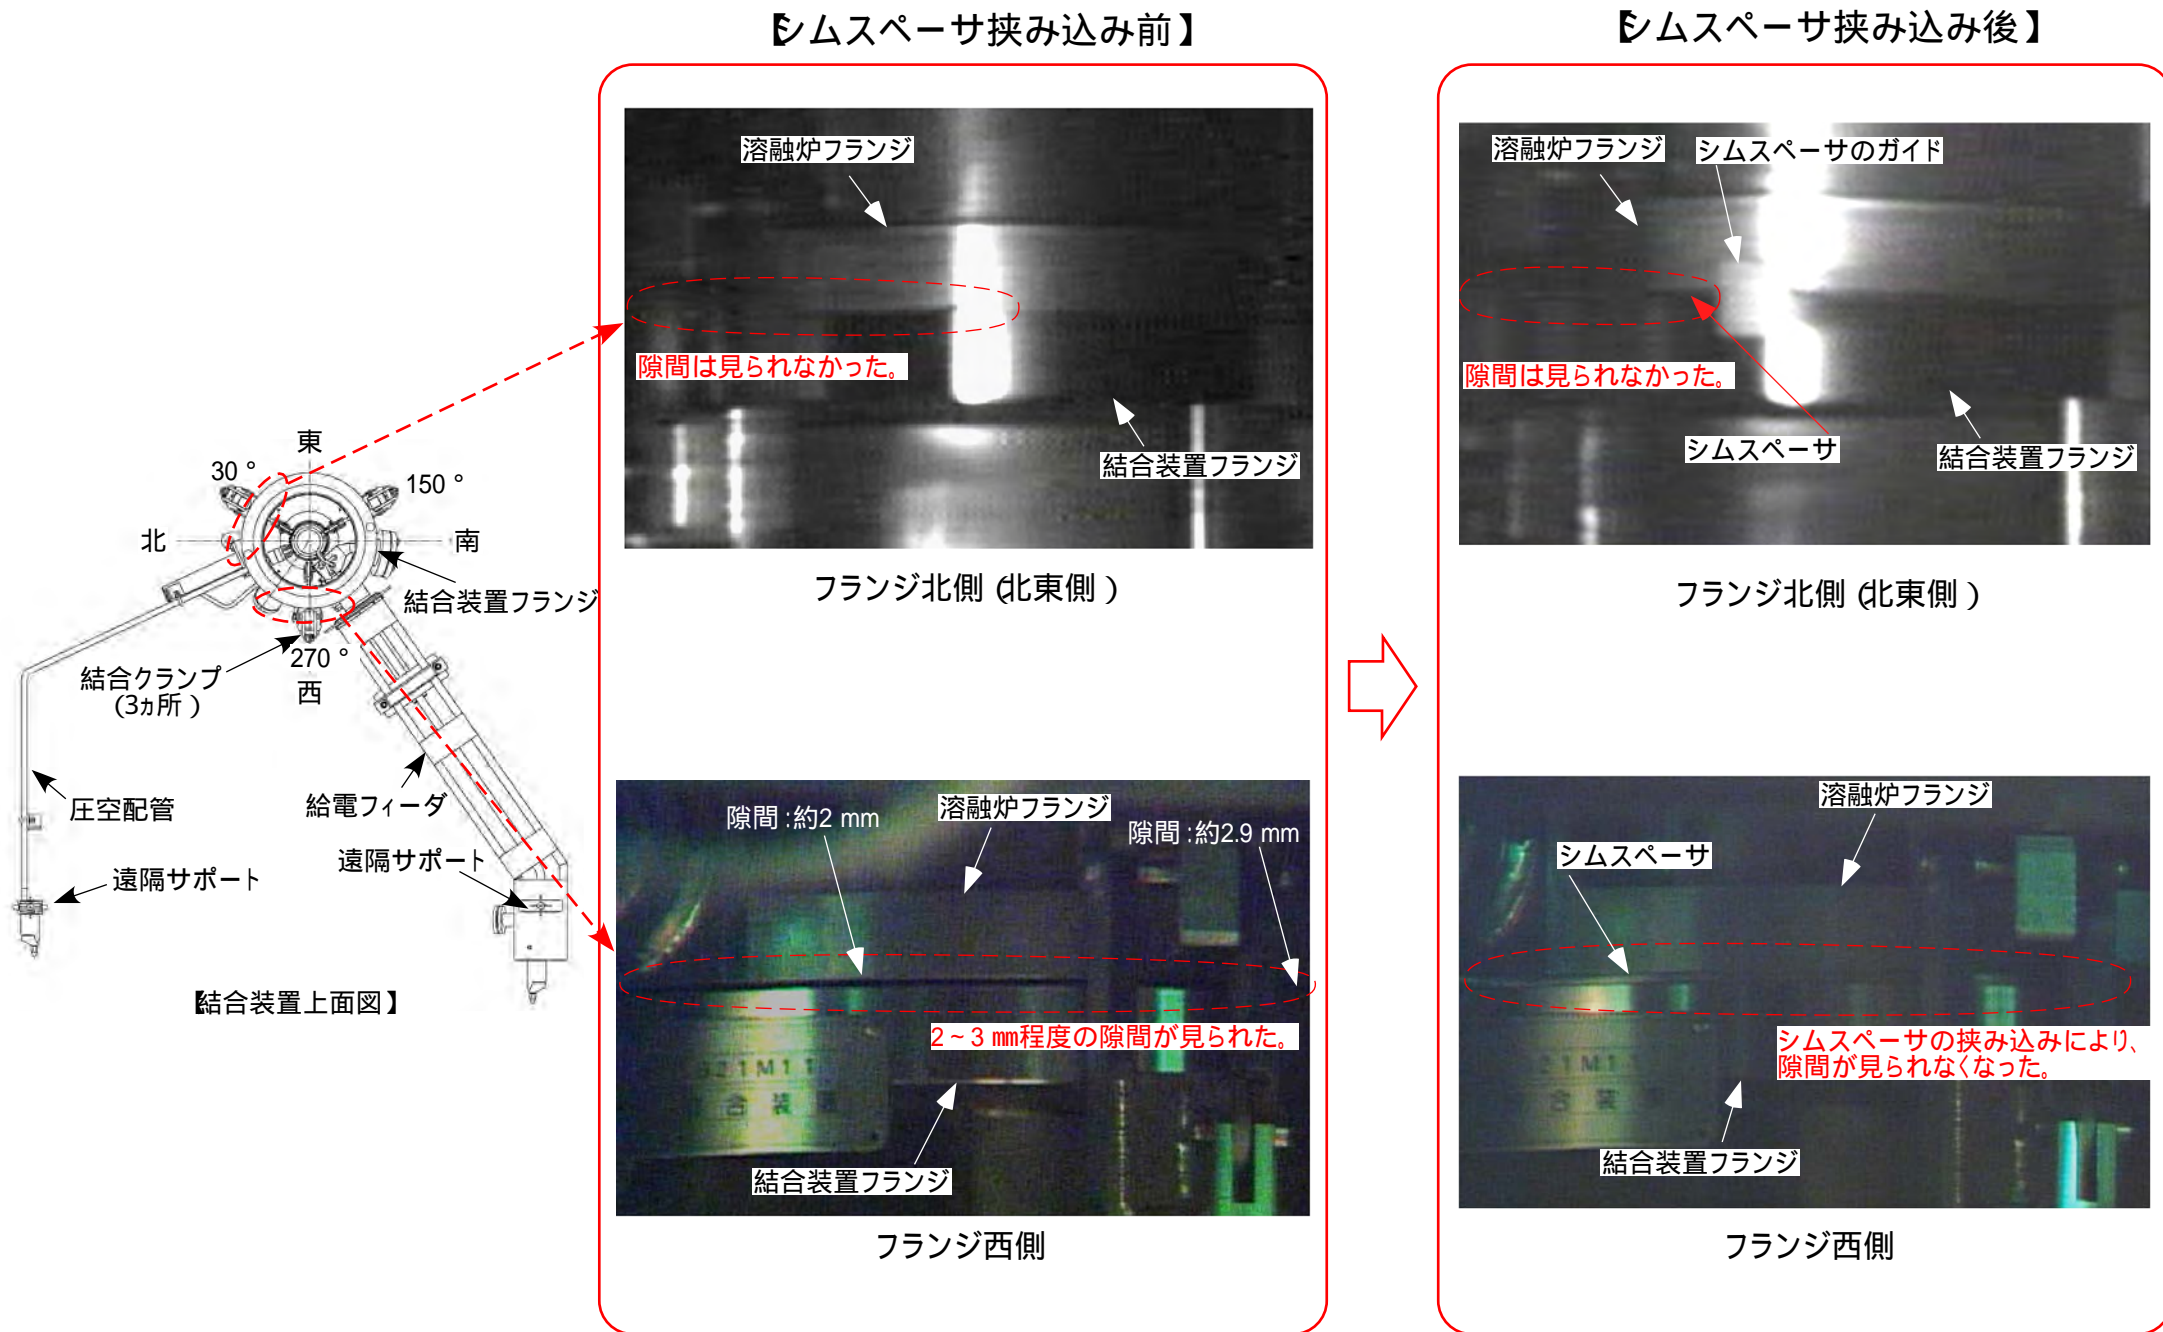 【シムスペーサ挟み込み前】
【シムスペーサ挟み込み後】
溶融炉フランジ
隙間は見られなかった。
結合装置フランジ
フランジ北側（北東側）
溶融炉フランジ
シムスペーサのガイド
隙間は見られなかった。
シムスペーサ
結合装置フランジ
フランジ北側（北東側）
東
30°
150°
北
南
結合装置フランジ
270°
結合クランプ
(3ヵ所)
西
圧空配管
給電フィーダ
遠隔サポート
遠隔サポート
【結合装置上面図】
隙間:約2 mm
溶融炉フランジ
隙間:約2.9 mm
2~3 mm程度の隙間が見られた。
21M11
合装
結合装置フランジ
フランジ西側
溶融炉フランジ
シムスペーサ
シムスペーサの挟み込みにより、
隙間が見られなくなった。
21M1
合装
結合装置フランジ
フランジ西側